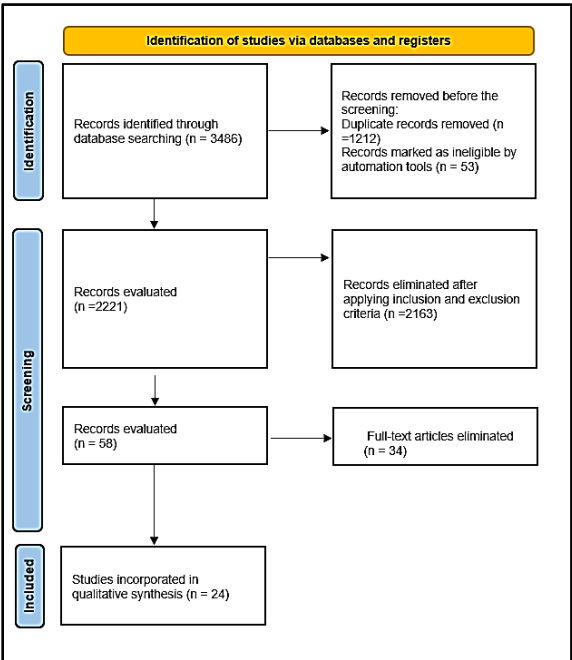 Identification of studies via databases and registers
Identification
Records identified through
database searching (n = 3486)
Records removed before the
screening:
Duplicate records removed (n
=1212)
Records marked as ineligible by
automation tools (n = 53)
Screening
Records evaluated
(n =2221)
Records eliminated after
applying inclusion and exclusion
criteria (n =2163)
Records evaluated
(n = 58)
Full-text articles eliminated
(n = 34)
Included
Studies incorporated in
qualitative synthesis (n = 24)